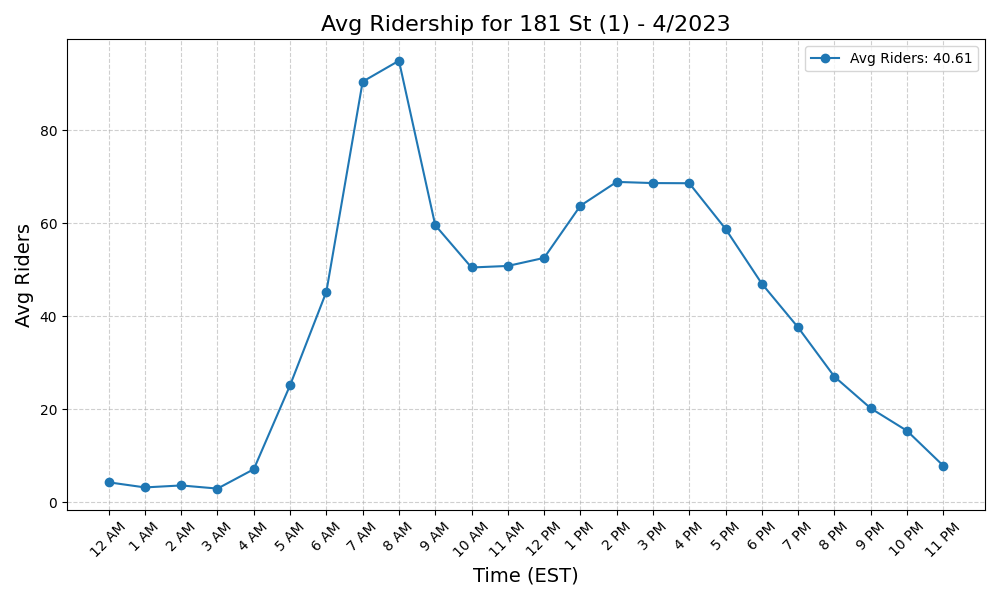 Avg Ridership for 181 St (1) - 4/2023
Avg Riders: 40.61
Avg Riders
80
60
40
20
0
12 AM
1 AM
2 AM
3 AM
4 AM
5 AM
6 AM
7 AM
8 AM
9 AM
10 AM
11 AM
12 PM
1 PM
2 PM
3 PM
4 PM
5 PM
6 PM
7 PM
8 PM
9 PM
10 PM
11 PM
Time (EST)